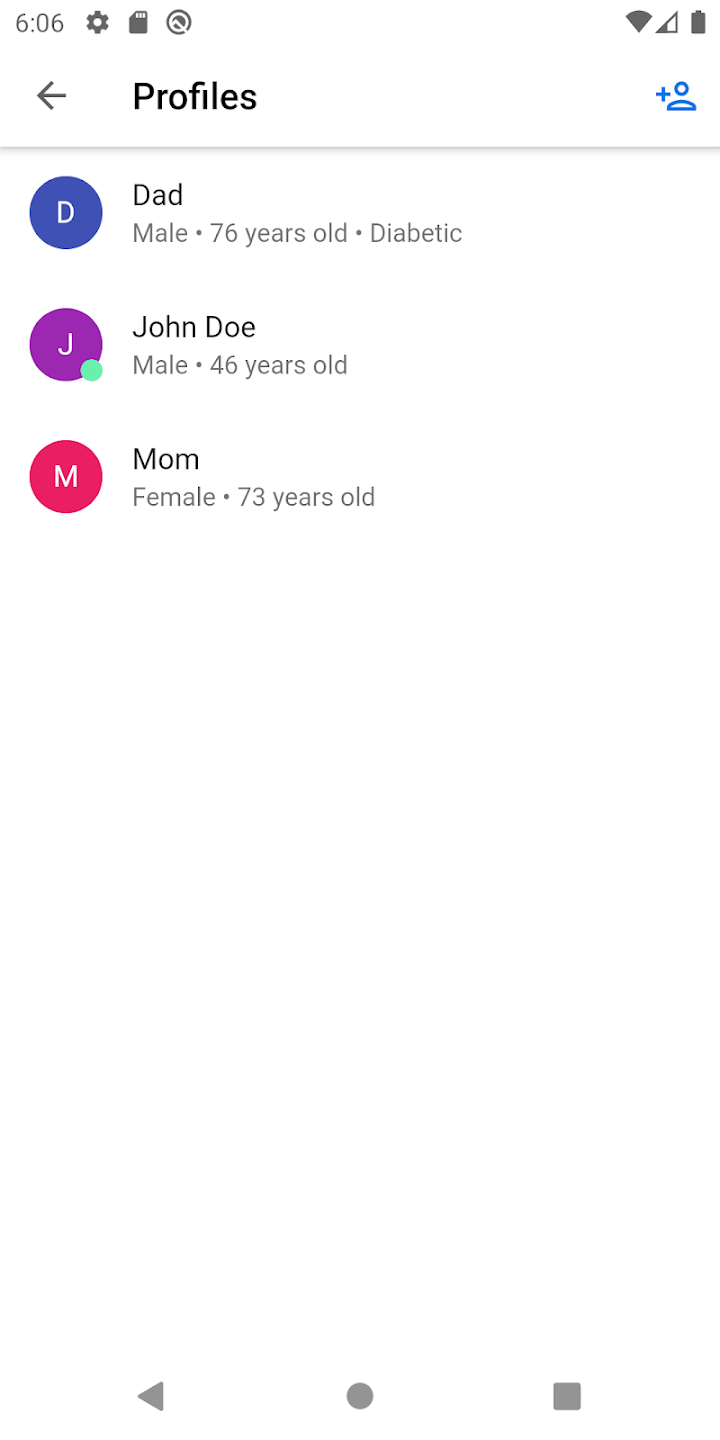 6:06
Profiles
D
Dad
Male • 76 years old • Diabetic
J
John Doe
Male • 46 years old
M
Mom
Female • 73 years old